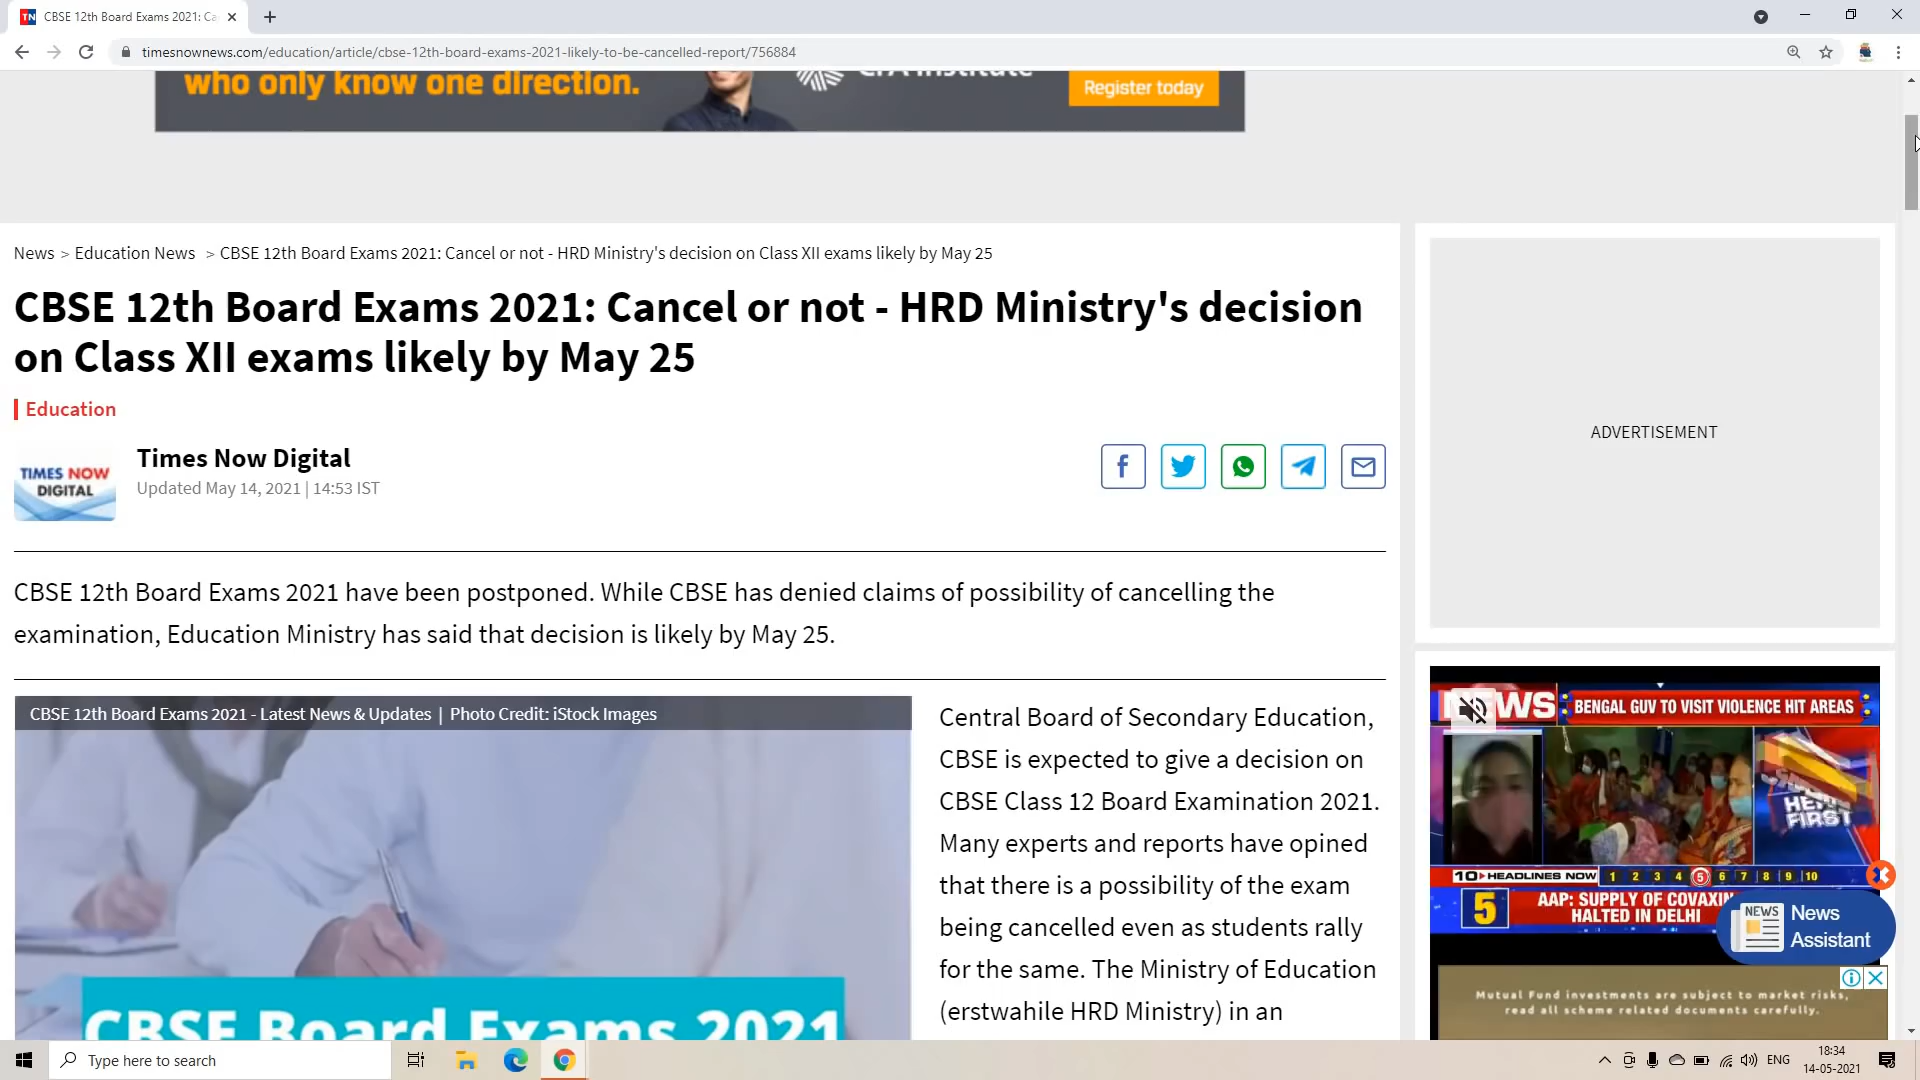 CBSE 12th Board Exams 2021: Ca
timesnownews.com/education/article/cbse-12th-board-exams-2021-likely-to-be-cancelled-report/756884
who only know one direction.
Register today
News > Education News > CBSE 12th Board Exams 2021: Cancel or not - HRD Ministry's decision on Class XII exams likely by May 25
CBSE 12th Board Exams 2021: Cancel or not - HRD Ministry's decision
on Class XII exams likely by May 25
Education
TIMES NOW
DIGITAL
Times Now Digital
Updated May 14, 2021 | 14:53 IST
CBSE 12th Board Exams 2021 have been postponed. While CBSE has denied claims of possibility of cancelling the
examination, Education Ministry has said that decision is likely by May 25.
CBSE 12th Board Exams 2021 - Latest News & Updates | Photo Credit: iStock Images
CBSE Board Exams 2021
Central Board of Secondary Education,
CBSE is expected to give a decision on
CBSE Class 12 Board Examination 2021.
Many experts and reports have opined
that there is a possibility of the exam
being cancelled even as students rally
for the same. The Ministry of Education
(erstwahile HRD Ministry) in an
ADVERTISEMENT
BENGAL GUV TO VISIT VIOLENCE HIT AREAS
HEADLINES NOW 1 2 3 4 5 6 7 8 9 10
5
AAP: SUPPLY OF COVAXIN
HALTED IN DELHI
NEWS
News
Assistant
Mutual Fund investments are subject to market risks,
read all scheme related documents carefully.
Type here to search
ENG
18:34
14-05-2021